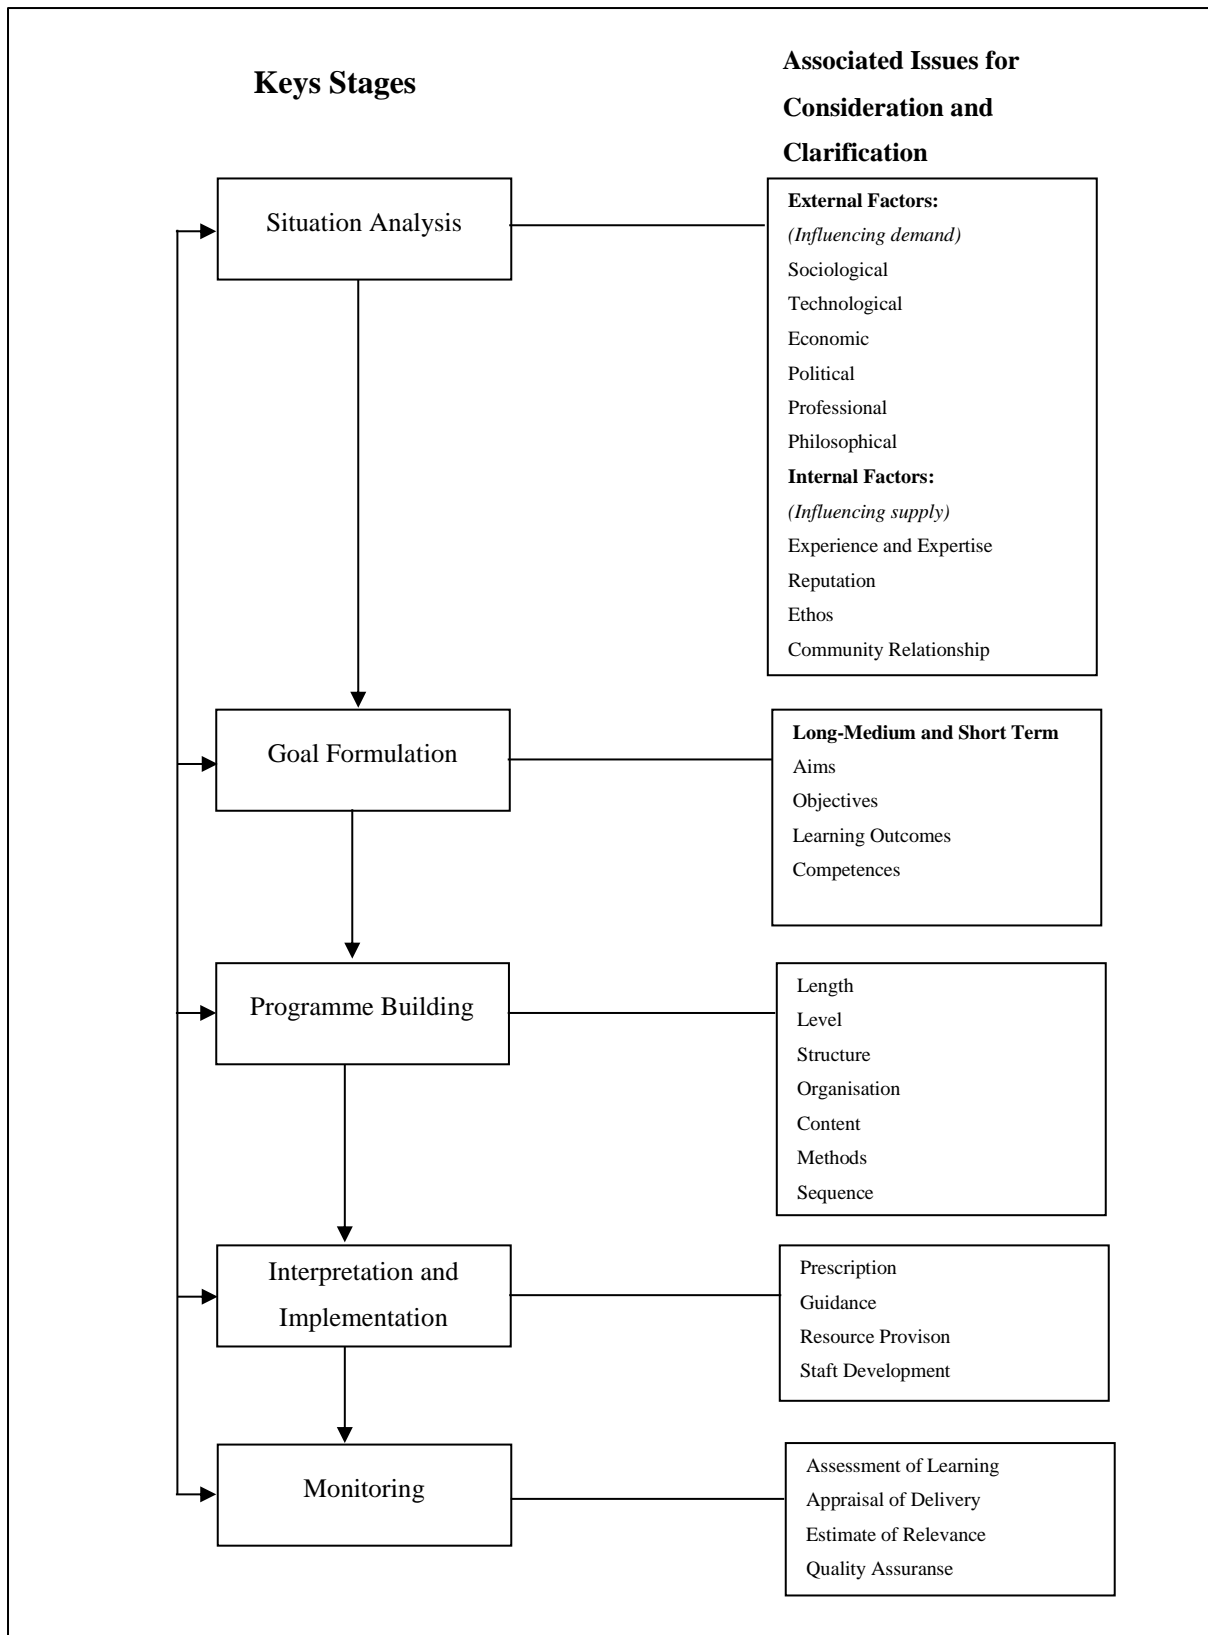 Keys Stages
Associated Issues for
Consideration and
Clarification
Situation Analysis
External Factors:
(Influencing demand)
Sociological
Technological
Economic
Political
Professional
Philosophical
Internal Factors:
(Influencing supply)
Experience and Expertise
Reputation
Ethos
Community Relationship
Goal Formulation
Long-Medium and Short Term
Aims
Objectives
Learning Outcomes
Competences
Programme Building
Length
Level
Structure
Organisation
Content
Methods
Sequence
Interpretation and
Implementation
Prescription
Guidance
Resource Provison
Staff Development
Monitoring
Assessment of Learning
Appraisal of Delivery
Estimate of Relevance
Quality Assuranse